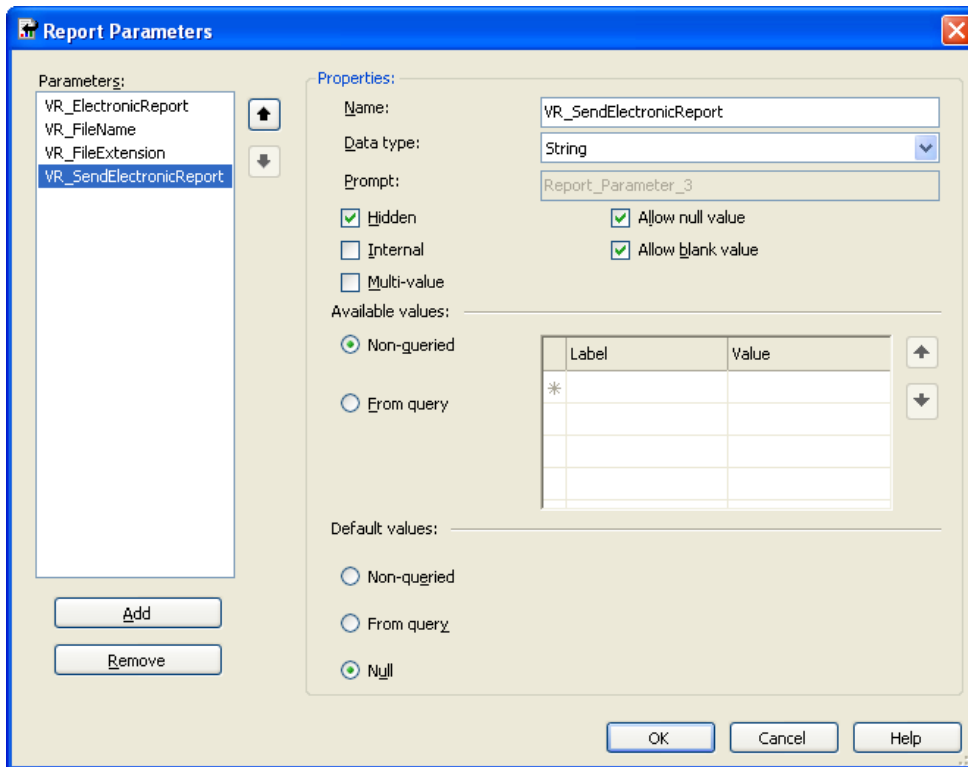 Report Parameters
Parameters:
VR_ElectronicReport
VR_FileName
VR_FileExtension
VR_SendElectronicReport
Add
Remove
Properties:
Name: VR_SendElectronicReport
Data type: String
Prompt: Report_Parameter_3
Hidden Allow null value
Internal Allow blank value
Multi-value
Available values:
Non-queried
From query
Label Value
Default values:
Non-queried
From query
Null
OK Cancel Help